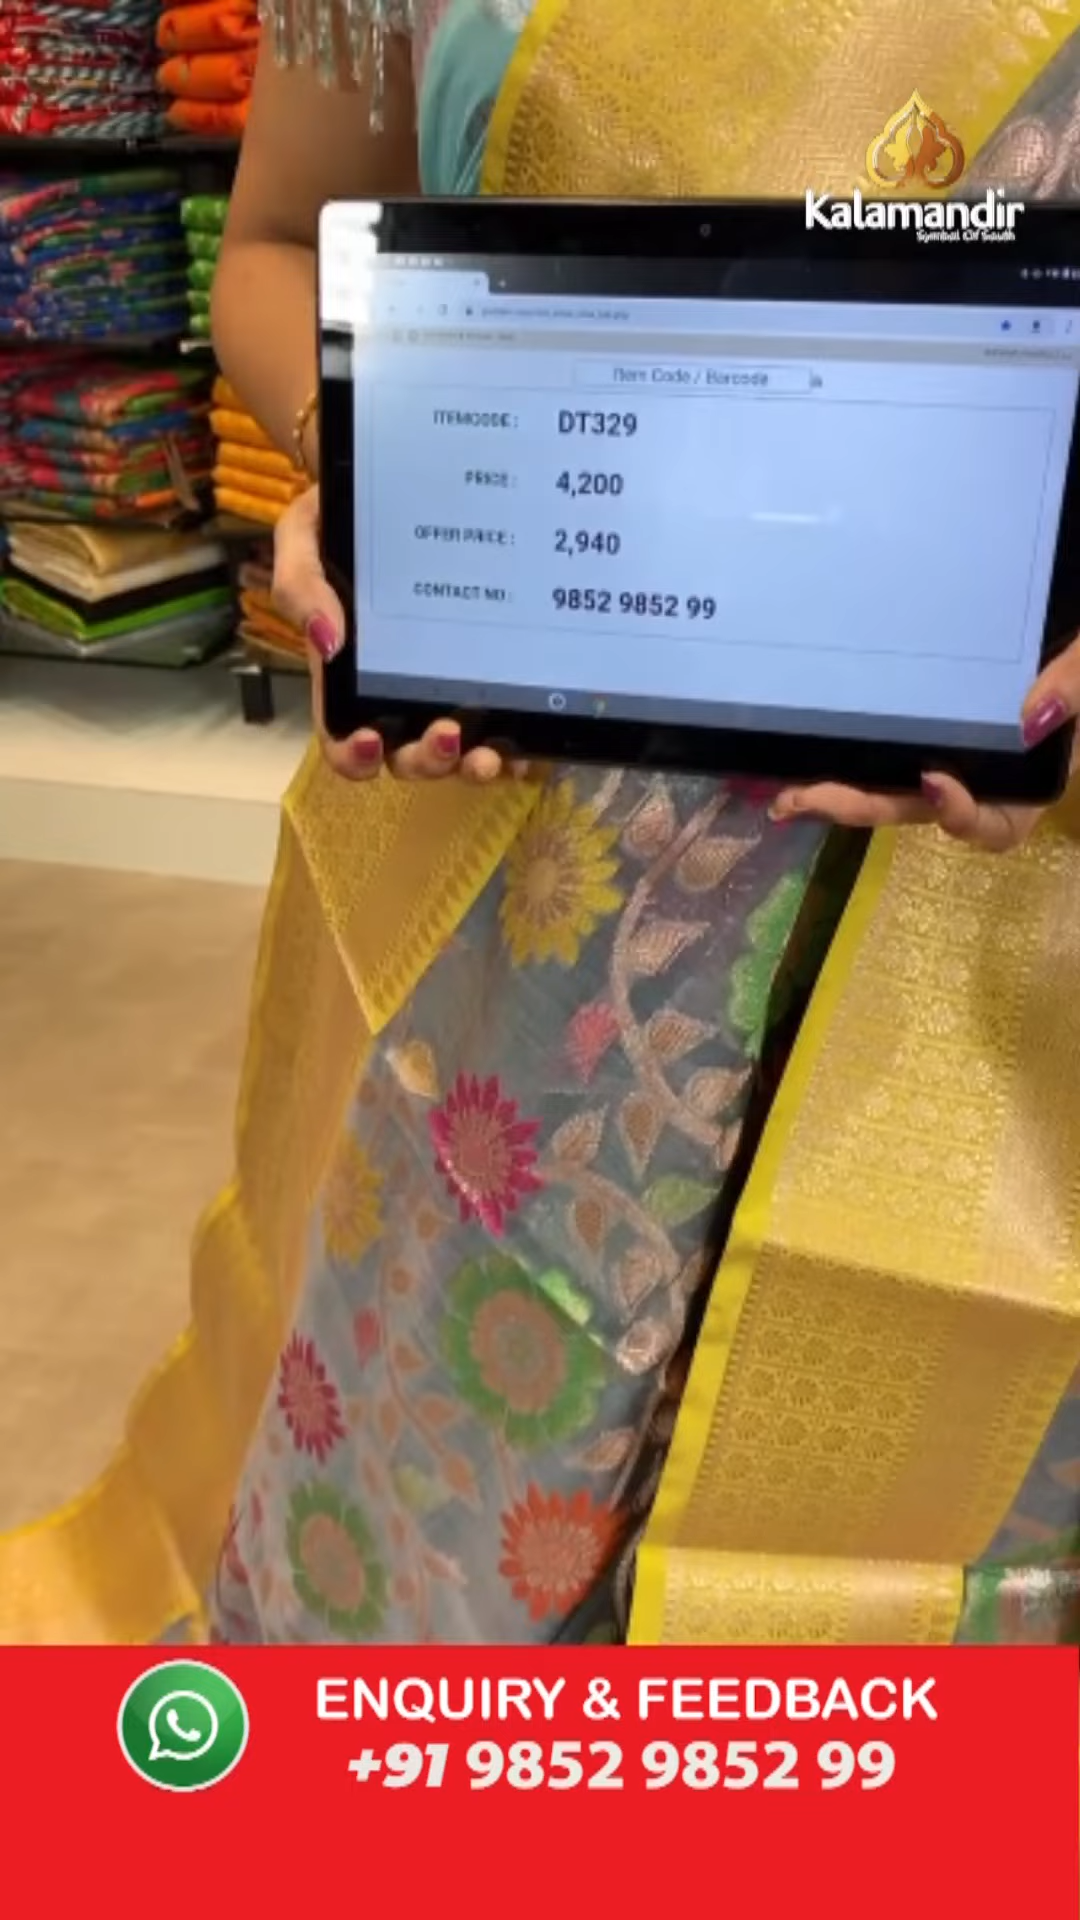 Kalamandir
Symbol Of South
Item Code / Barcode
ITEMCODE : DT329
PRICE : 4,200
OFFER PRICE : 2,940
CONTACT NO : 9852 9852 99
ENQUIRY & FEEDBACK
+91 9852 9852 99